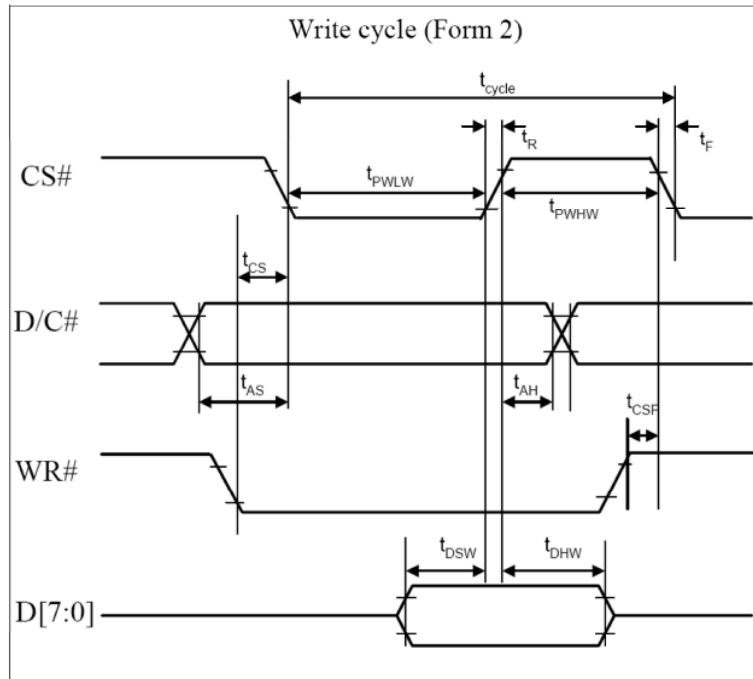 Write cycle (Form 2)
tcycle
tR
tF
CS#
tPWLW
tPWHW
tCS
D/C#
tAS
tAH
tCSF
WR#
tDSW
tDHW
D[7:0]